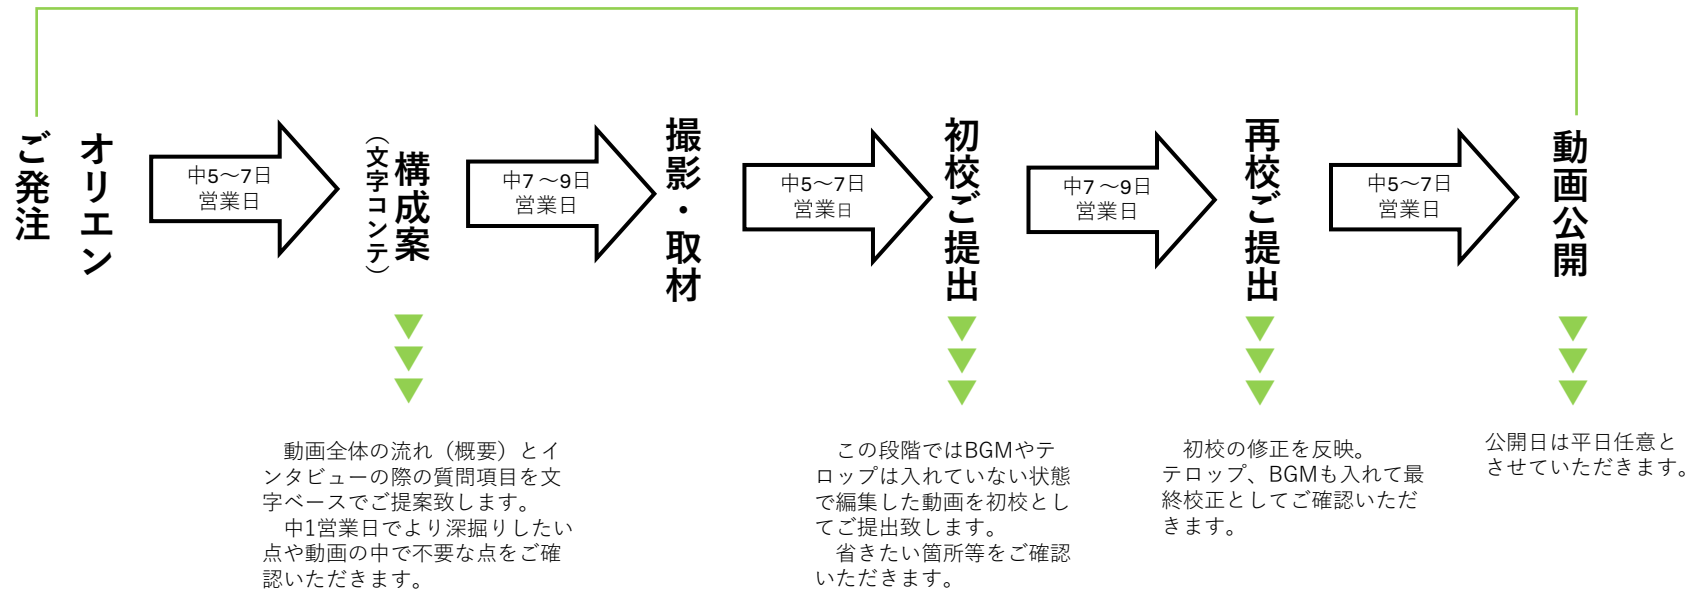 ご発注
オリエン
中5～7日
営業日
構成案
（文字コンテ）
中7～9日
営業日
撮影・取材
中5～7日
営業日
初校ご提出
中7～9日
営業日
再校ご提出
中5～7日
営業日
動画公開
動画全体の流れ（概要）とイ
ンタビューの際の質問項目を文
字ベースでご提案致します。
中1営業日でより深掘りしたい
点や動画の中で不要な点をご確
認いただきます。
この段階ではBGMやテ
ロップは入れていない状態
で編集した動画を初校とし
てご提出致します。
省きたい箇所等をご確認
いただきます。
初校の修正を反映。
テロップ、BGMも入れて最
終校正としてご確認いただ
きます。
公開日は平日任意と
させていただきます。